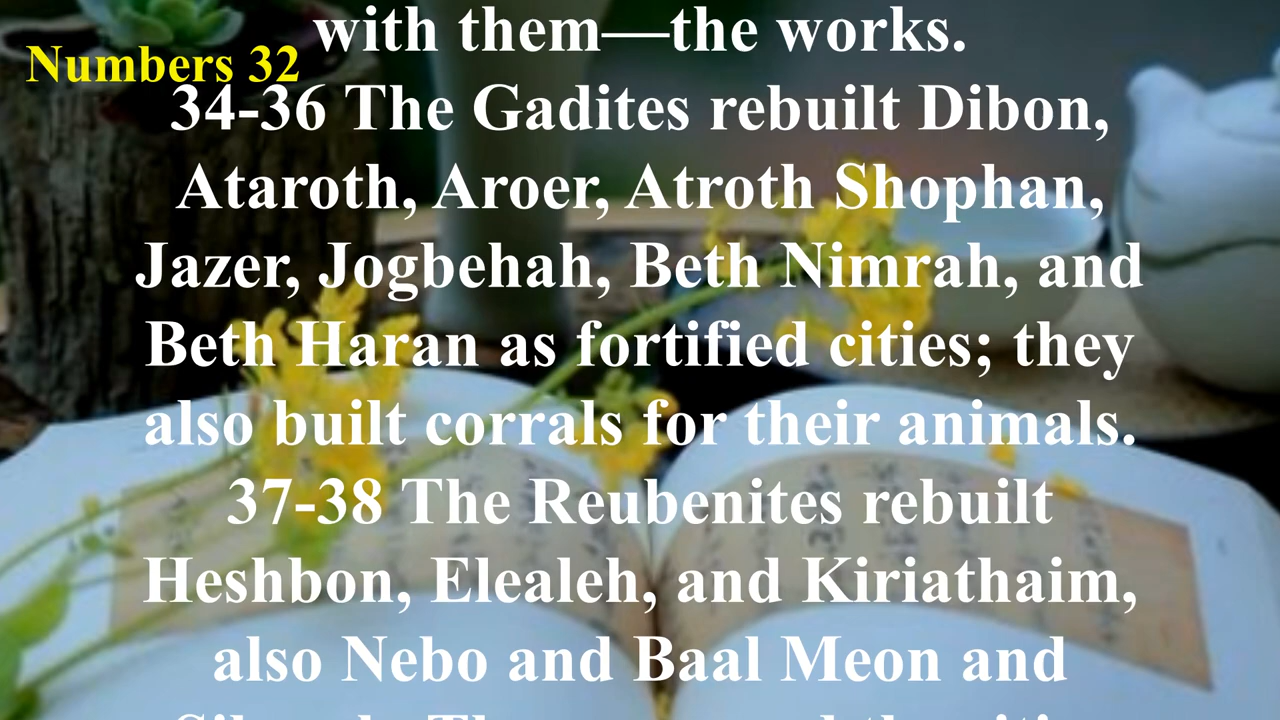 with them—the works.
Numbers 32
34-36 The Gadites rebuilt Dibon,
Ataroth, Aroer, Atroth Shophan,
Jazer, Jogbehah, Beth Nimrah, and
Beth Haran as fortified cities; they
also built corrals for their animals.
37-38 The Reubenites rebuilt
Heshbon, Elealeh, and Kiriathaim,
also Nebo and Baal Meon and